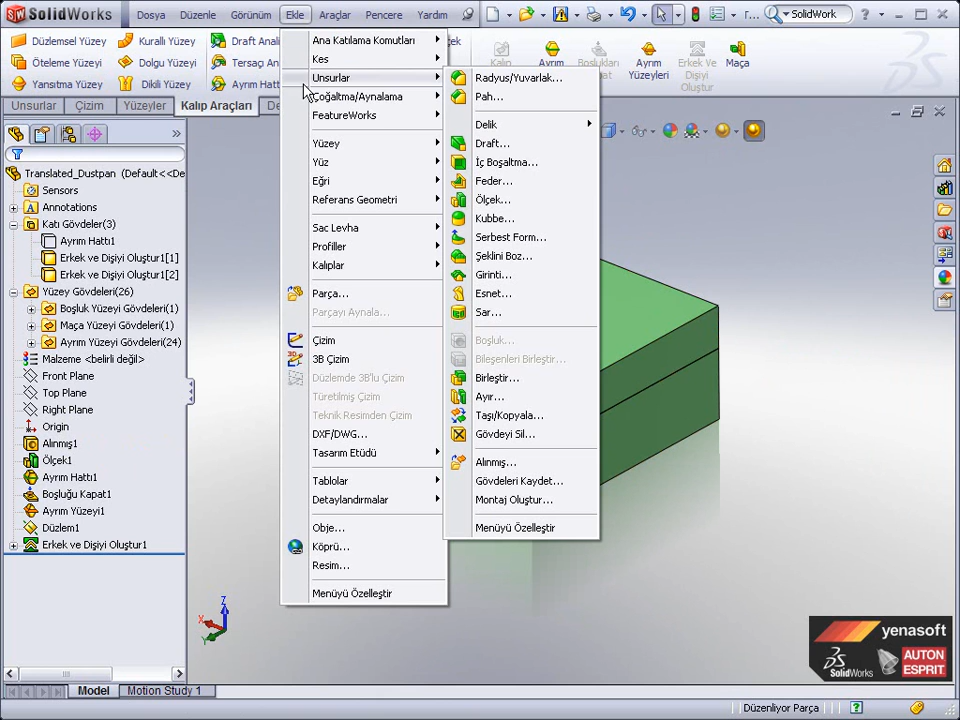 SolidWorks
Dosya
Düzenle
Görünüm
Ekle
Araçlar
Pencere
Yardım
SolidWork
Düzlemsel Yüzey
Kurallı Yüzey
Öteleme Yüzeyi
Dolgu Yüzeyi
Yansıtma Yüzey
Dikili Yüzey
Draft Anali
Tersaçı An
Ayrım Hatt
Kalıp
Ayrım
Boşlukları
Kapat
Ayrım
Yüzeyleri
Erkek Ve
Dişiyi
Oluştur
Maça
Unsurlar
Çizim
Yüzeyler
Kalıp Araçları
De
Translated_Dustpan (Default<<De
Sensors
Annotations
Katı Gövdeler(3)
Ayrım Hattı1
Erkek ve Dişiyi Oluştur1[1]
Erkek ve Dişiyi Oluştur1[2]
Yüzey Gövdeleri(26)
Boşluk Yüzeyi Gövdeleri(1)
Maça Yüzeyi Gövdeleri(1)
Ayrım Yüzeyi Gövdeleri(24)
Malzeme <belirli değil>
Front Plane
Top Plane
Right Plane
Origin
Alınmış1
Ölçek1
Ayrım Hattı1
Boşluğu Kapat1
Ayrım Yüzeyi1
Düzlem1
Erkek ve Dişiyi Oluştur1
Ana Katılama Komutları
Kes
Unsurlar
Çoğaltma/Aynalama
FeatureWorks
Yüzey
Yüz
Eğri
Referans Geometri
Sac Levha
Profiller
Kalıplar
Parça...
Parçayı Aynala...
Çizim
3B Çizim
Düzlemde 3B'lu Çizim
Türetilmiş Çizim
Teknik Resimden Çizim
DXF/DWG...
Tasarım Etüdü
Tablolar
Detaylandırmalar
Obje...
Köprü...
Resim...
Menüyü Özelleştir
Radyus/Yuvarlak...
Pah...
Delik
Draft...
İç Boşaltma...
Feder...
Ölçek...
Kubbe...
Serbest Form...
Şeklini Boz...
Girinti...
Esnet...
Sar...
Boşluk...
Bileşenleri Birleştir...
Birleştir...
Ayır...
Taşı/Kopyala...
Gövdeyi Sil...
Alınmış...
Gövdeleri Kaydet...
Montaj Oluştur...
Menüyü Özelleştir
Z
X
Y
yenasoft
SolidWorks
AUTON
ESPRIT
Model
Motion Study 1
Düzenliyor Parça